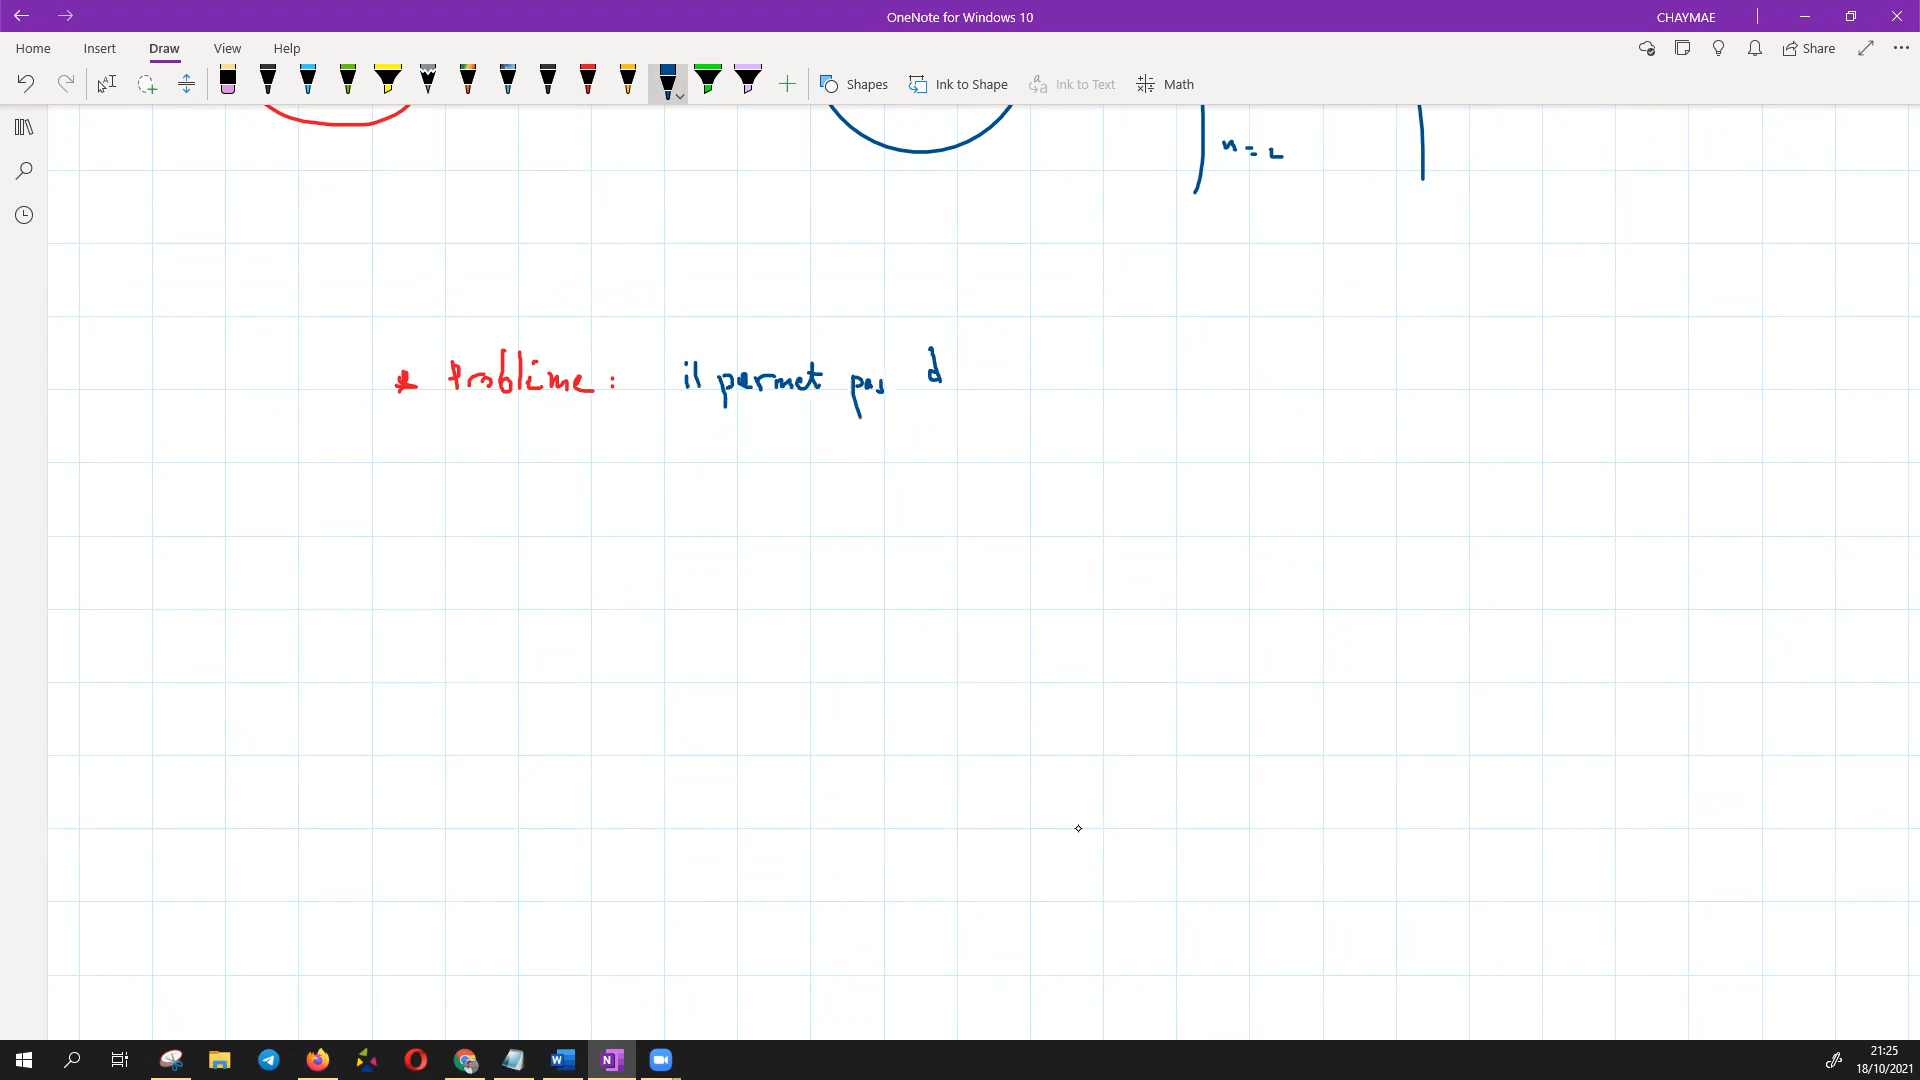 OneNote for Windows 10
CHAYMAE
Home Insert Draw View Help
Share
Shapes Ink to Shape Ink to Text Math
n = 2
* Problème : il permet pas d
21:25
18/10/2021